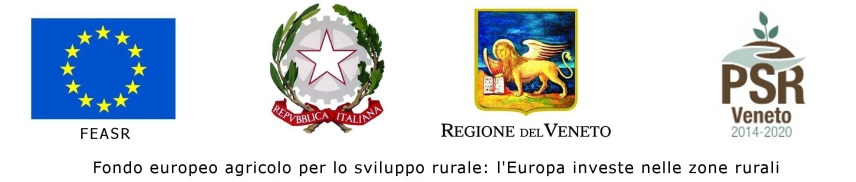 FEASR
REPVBBLICA ITALIANA
REGIONE DEL VENETO
PSR
Veneto
2014-2020
Fondo europeo agricolo per lo sviluppo rurale: l'Europa investe nelle zone rurali